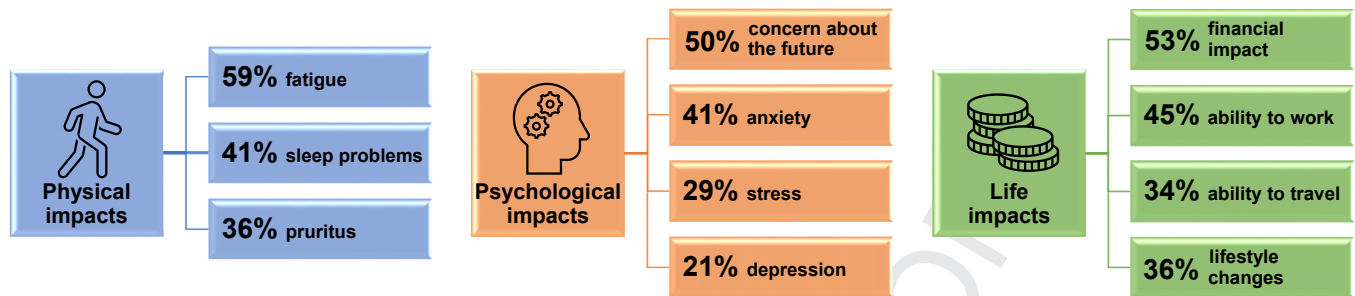 Physical
impacts
59% fatigue
41% sleep problems
36% pruritus
Psychological
impacts
50% concern about
the future
41% anxiety
29% stress
21% depression
Life
impacts
53% financial
impact
45% ability to work
34% ability to travel
36% lifestyle
changes